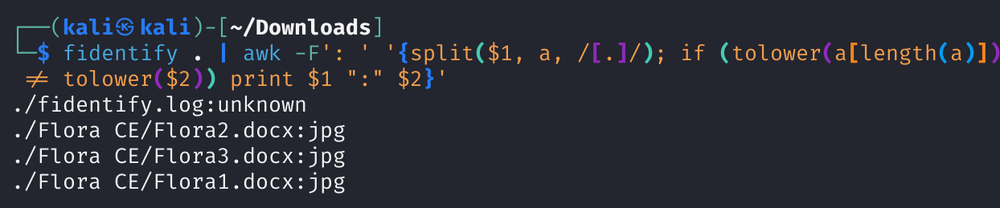 ┌──(kali㉿kali)-[~/Downloads]
└─$ fidentify . | awk -F': ' '{split($1, a, /[.]/); if (tolower(a[length(a)])
 != tolower($2)) print $1 ":" $2}'
./fidentify.log:unknown
./Flora CE/Flora2.docx:jpg
./Flora CE/Flora3.docx:jpg
./Flora CE/Flora1.docx:jpg